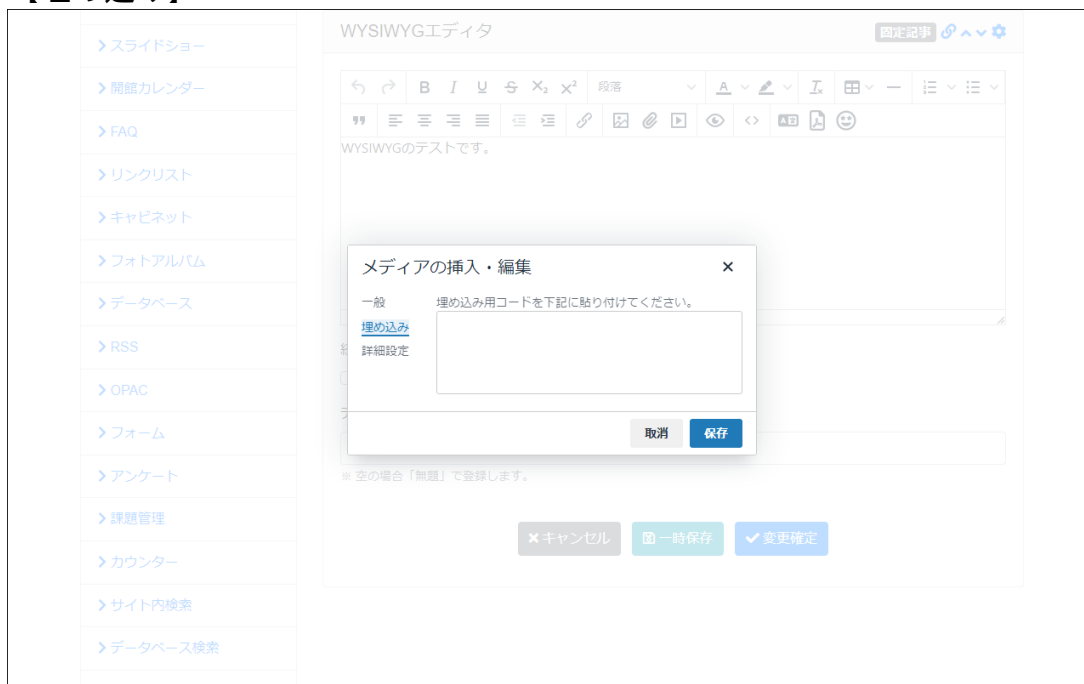 【埋め込み】
スライドショー
開館カレンダー
FAQ
リンクリスト
キャビネット
フォトアルバム
データベース
RSS
OPAC
フォーム
アンケート
課題管理
カウンター
サイト内検索
データベース検索
WYSIWYGエディタ
固定記事
B I U S X₂ X² 段落 A
WYSIWYGのテストです。
メディアの挿入・編集
一般
埋め込み
詳細設定
埋め込み用コードを下記に貼り付けてください。
取消 保存
※ 空の場合「無題」で登録します。
キャンセル 一時保存 変更確定